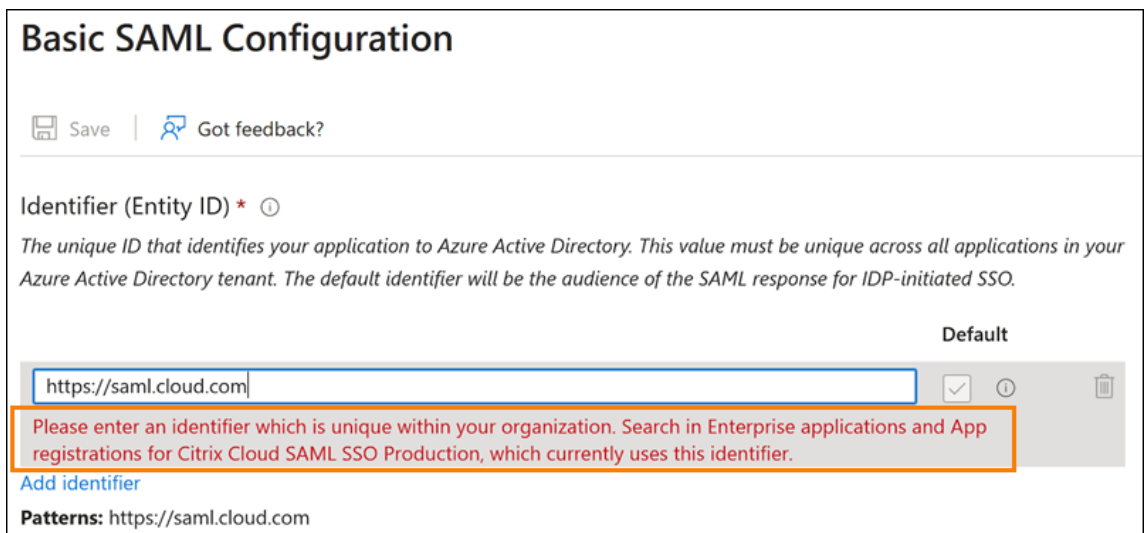 Basic SAML Configuration
Save
Got feedback?
Identifier (Entity ID) *
The unique ID that identifies your application to Azure Active Directory. This value must be unique across all applications in your
Azure Active Directory tenant. The default identifier will be the audience of the SAML response for IDP-initiated SSO.
Default
https://saml.cloud.com
Please enter an identifier which is unique within your organization. Search in Enterprise applications and App
registrations for Citrix Cloud SAML SSO Production, which currently uses this identifier.
Add identifier
Patterns: https://saml.cloud.com